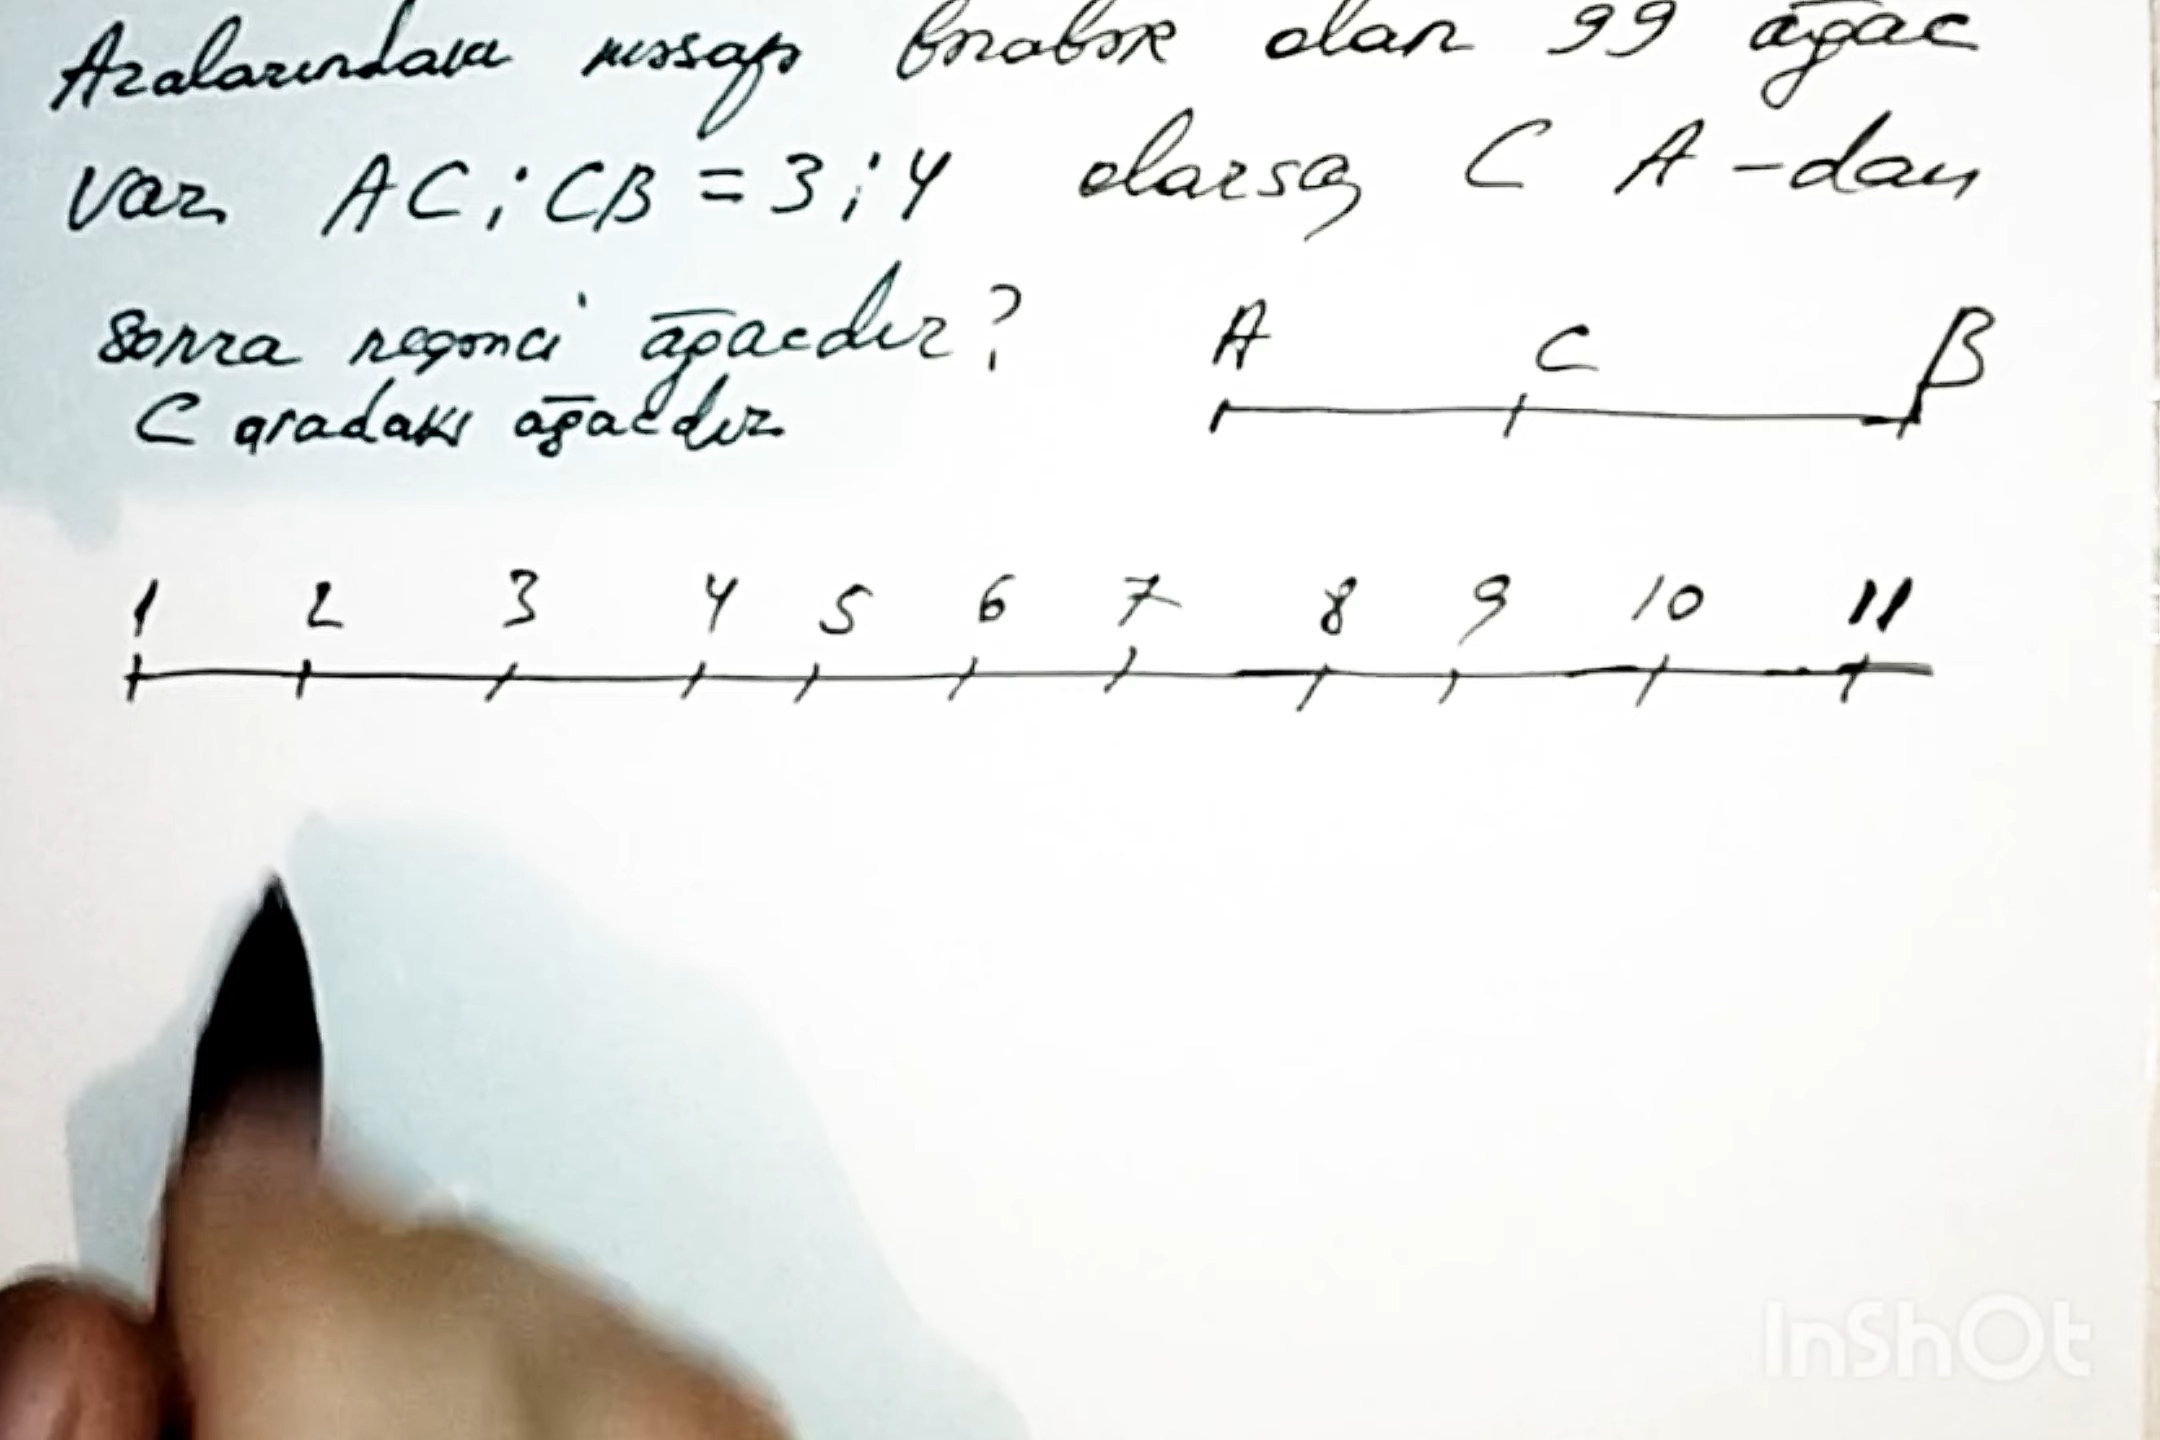 Aralarındakı məsafə bərabər olan 99 ağac
var AC:CB = 3:4 olarsa, C A-dan
sonra neçənci ağacdır?
C aradakı ağacdır
A C B
1 2 3 4 5 6 7 8 9 10 11
InShOt